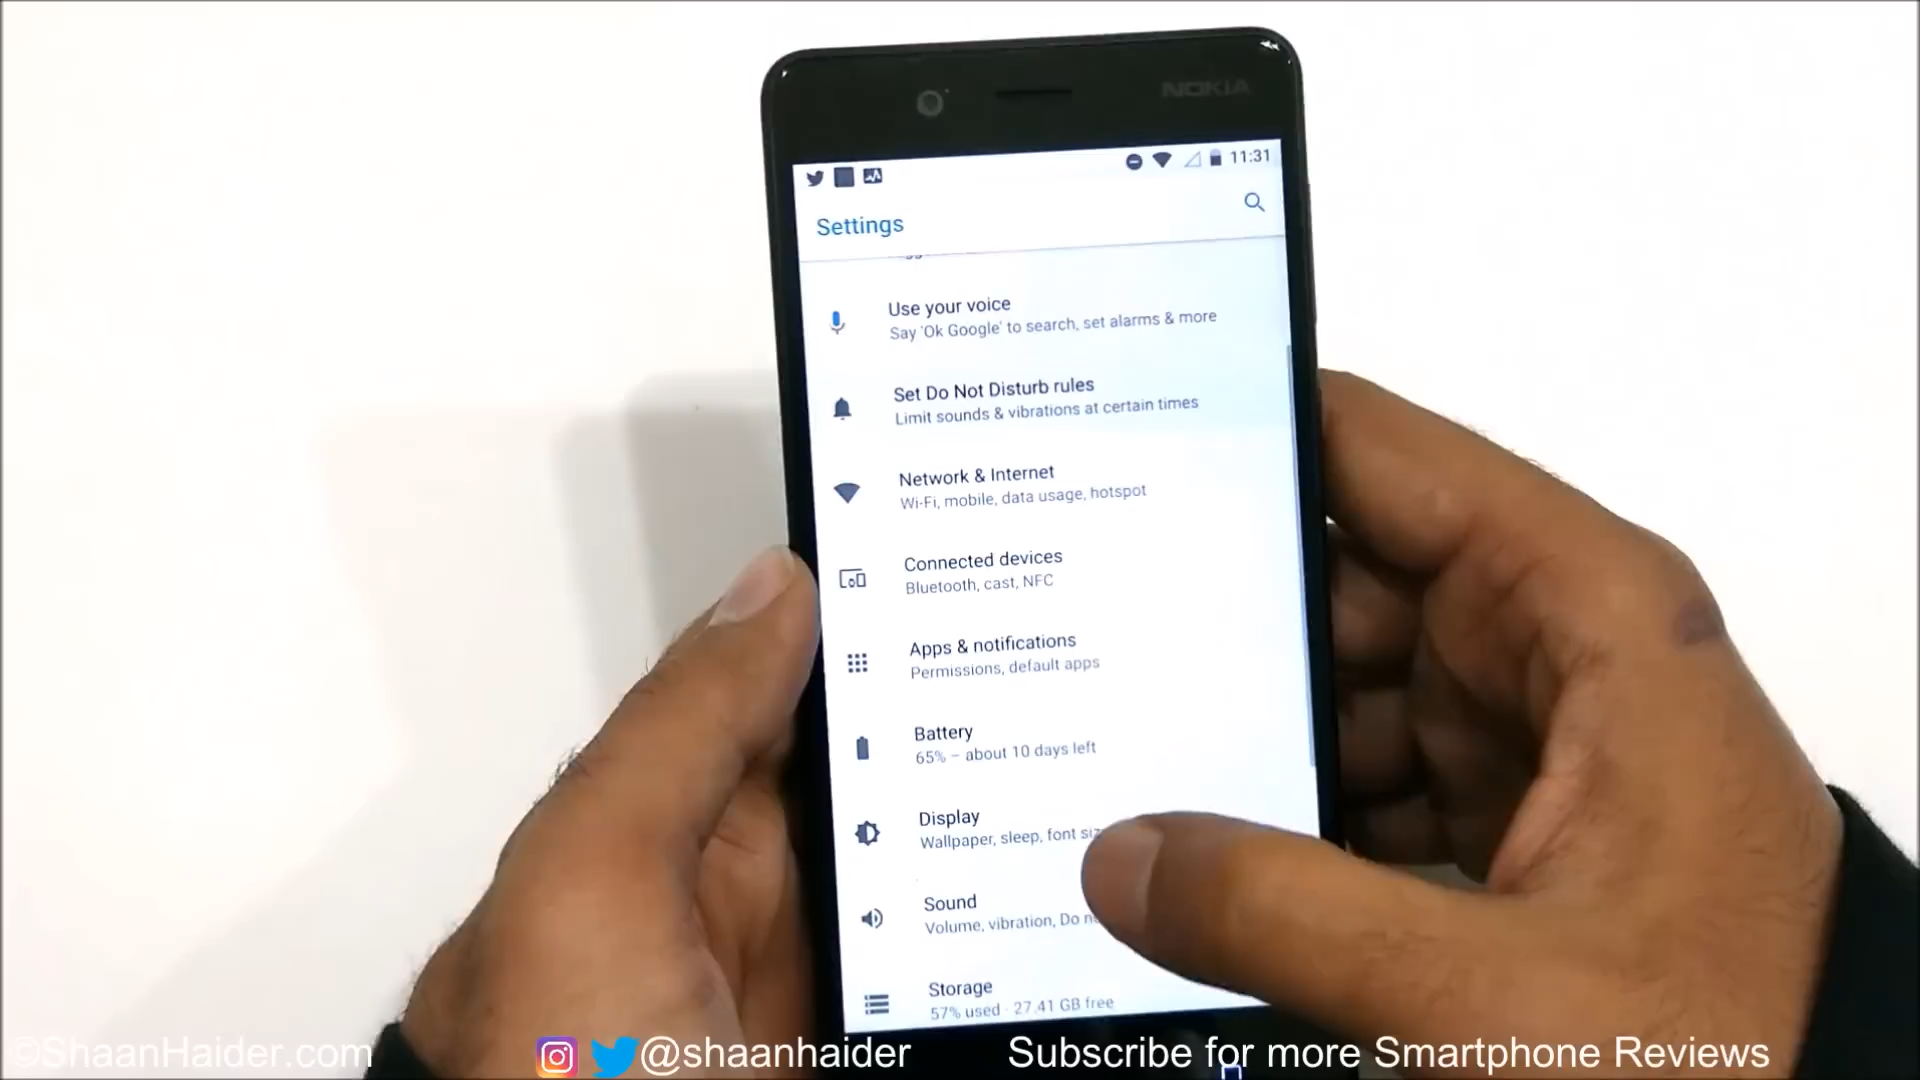 NOKIA
11:31
Settings
Use your voice
Say 'Ok Google' to search, set alarms & more
Set Do Not Disturb rules
Limit sounds & vibrations at certain times
Network & Internet
Wi-Fi, mobile, data usage, hotspot
Connected devices
Bluetooth, cast, NFC
Apps & notifications
Permissions, default apps
Battery
65% – about 10 days left
Display
Wallpaper, sleep, font
Sound
Volume, vibration, Do
Storage
57% used · 27.41 GB free
©ShaanHaider.com
@shaanhaider
Subscribe for more Smartphone Reviews